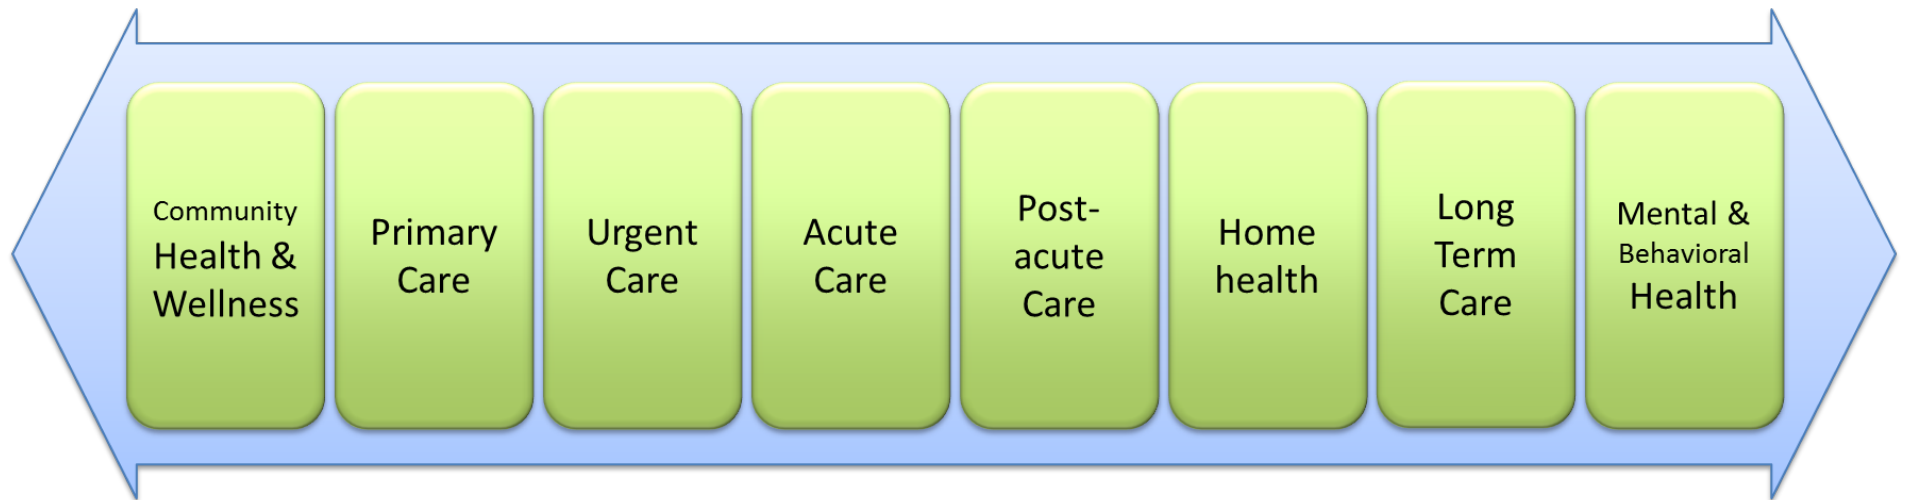 Community
Health &
Wellness
Primary
Care
Urgent
Care
Acute
Care
Post-
acute
Care
Home
health
Long
Term
Care
Mental &
Behavioral
Health